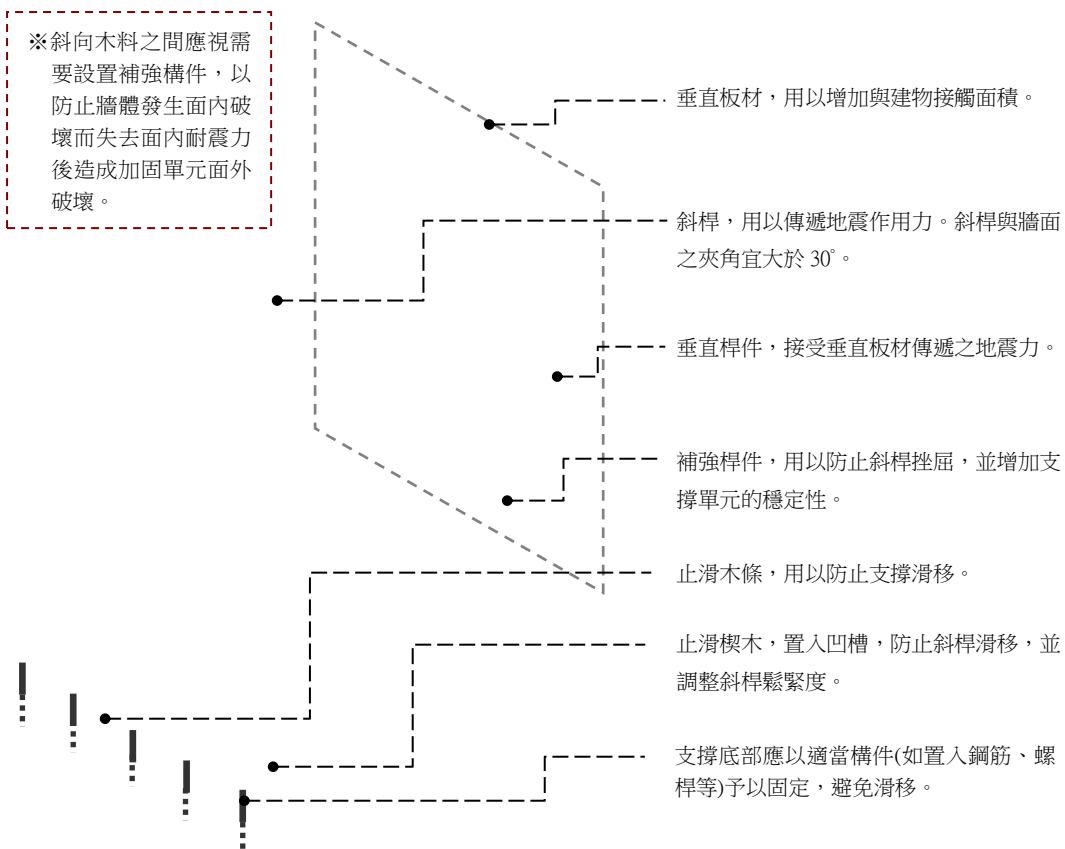 ※斜向木料之間應視需
要設置補強構件，以
防止牆體發生面內破
壞而失去面內耐震力
後造成加固單元面外
破壞。
垂直板材，用以增加與建物接觸面積。
斜桿，用以傳遞地震作用力。斜桿與牆面
之夾角宜大於 30°。
垂直桿件，接受垂直板材傳遞之地震力。
補強桿件，用以防止斜桿挫屈，並增加支
撐單元的穩定性。
止滑木條，用以防止支撐滑移。
止滑楔木，置入凹槽，防止斜桿滑移，並
調整斜桿鬆緊度。
支撐底部應以適當構件(如置入鋼筋、螺
桿等)予以固定，避免滑移。